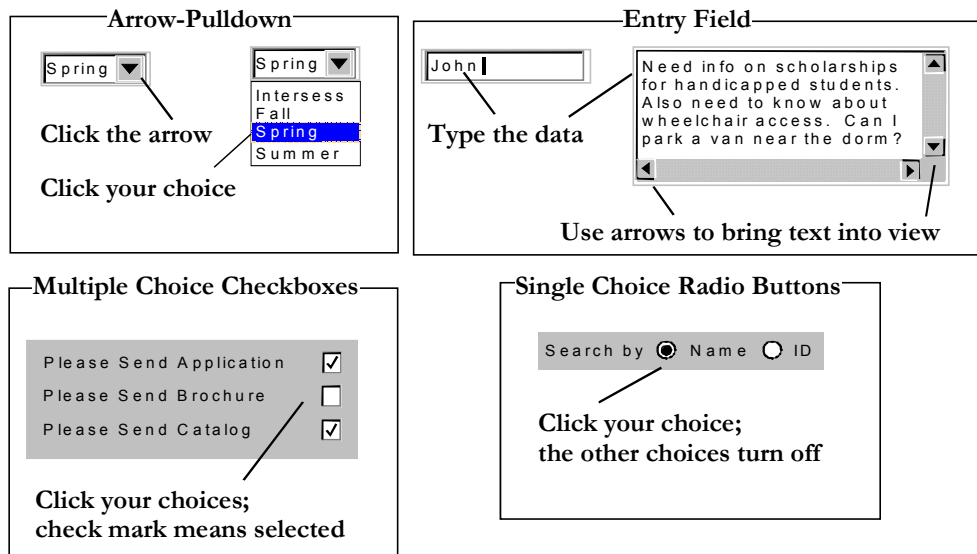 Arrow-Pulldown
Spring
Spring
Intersess
Fall
Spring
Summer
Click the arrow
Click your choice
Entry Field
John
Need info on scholarships
for handicapped students.
Also need to know about
wheelchair access. Can I
park a van near the dorm?
Type the data
Use arrows to bring text into view
Multiple Choice Checkboxes
Please Send Application
Please Send Brochure
Please Send Catalog
Click your choices;
check mark means selected
Single Choice Radio Buttons
Search by Name ID
Click your choice;
the other choices turn off